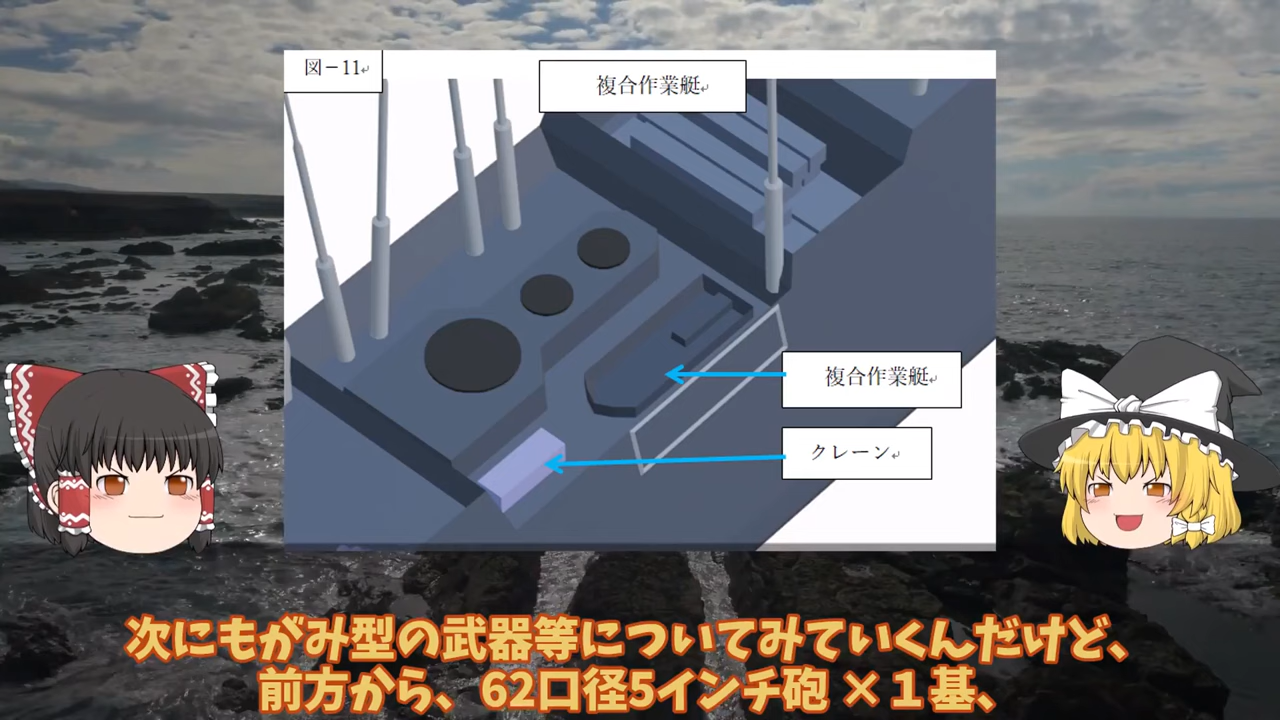 図－11
複合作業艇
複合作業艇
クレーン
次にもがみ型の武器等についてみていくんだけど、
前方から、62口径5インチ砲 ×１基、